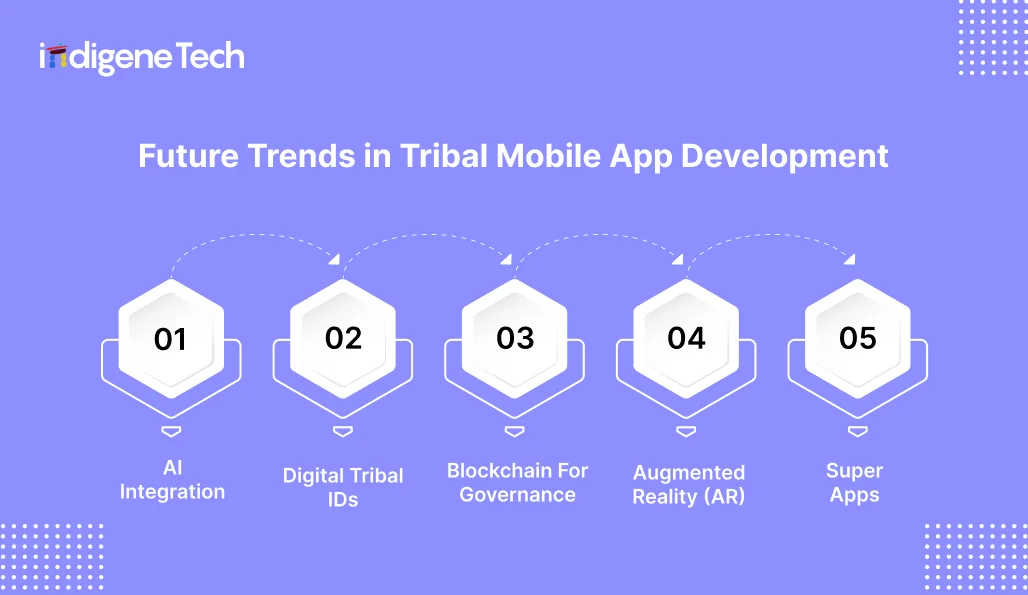 indigene Tech
Future Trends in Tribal Mobile App Development
01
02
03
04
05
AI
Integration
Digital Tribal
IDs
Blockchain For
Governance
Augmented
Reality (AR)
Super
Apps